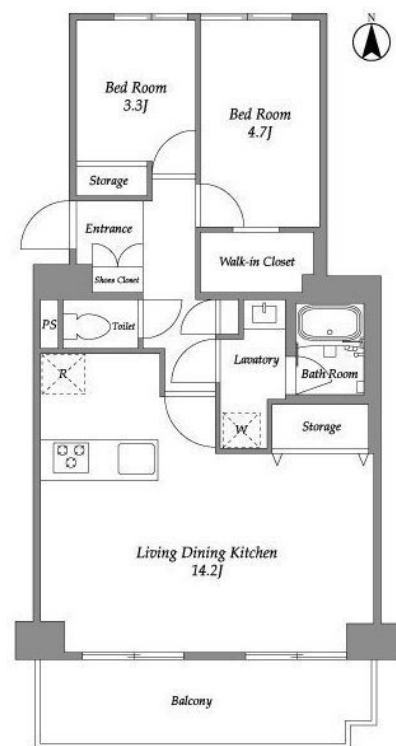 N
Bed Room
3.3J
Bed Room
4.7J
Storage
Entrance
Walk-in Closet
Shoes Closet
PS
Toilet
Lavatory
Bath Room
R
W
Storage
Living Dining Kitchen
14.2J
Balcony